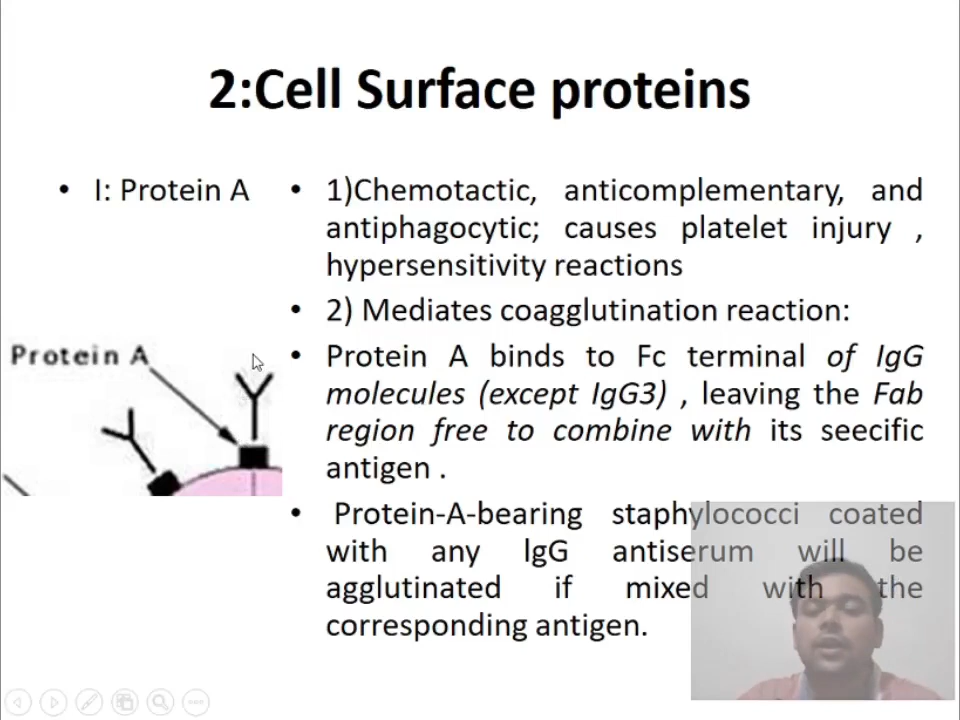 2:Cell Surface proteins
• I: Protein A
Protein A
• 1)Chemotactic, anticomplementary, and
antiphagocytic; causes platelet injury ,
hypersensitivity reactions
• 2) Mediates coagglutination reaction:
• Protein A binds to Fc terminal of IgG
molecules (except IgG3) , leaving the Fab
region free to combine with its seecific
antigen .
• Protein-A-bearing staphylococci coated
with any lgG antiserum will be
agglutinated if mixed with the
corresponding antigen.